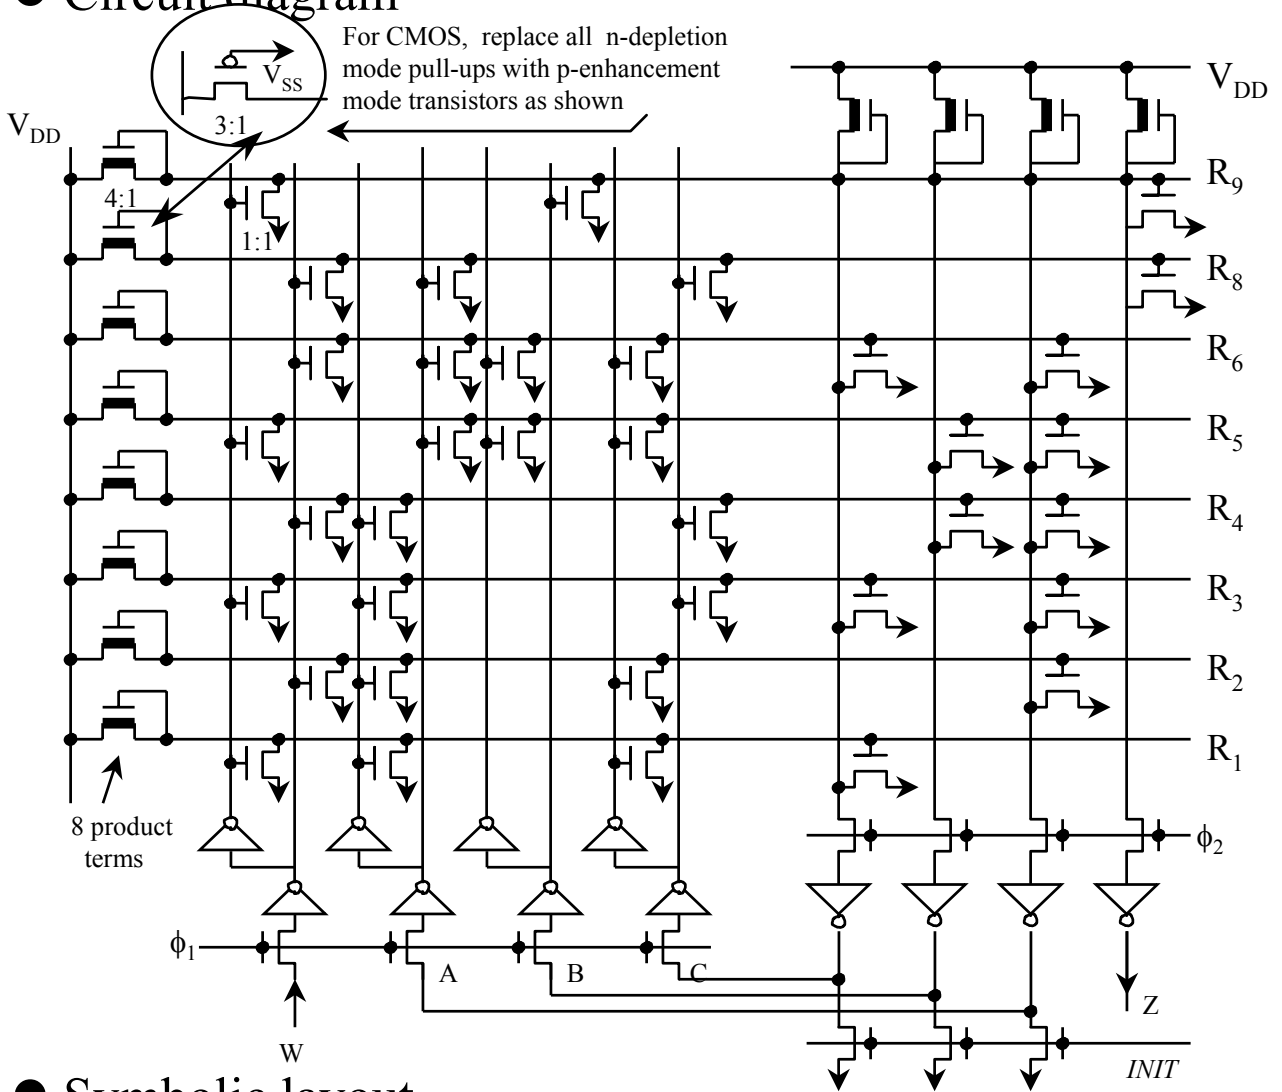 ● Circuit diagram
For CMOS, replace all n-depletion
mode pull-ups with p-enhancement
mode transistors as shown
V_SS
3:1
V_DD
V_DD
4:1
1:1
R_9
R_8
R_6
R_5
R_4
R_3
R_2
R_1
8 product
terms
ϕ_2
ϕ_1
A
B
C
Z
W
INIT
● Symbolic layout